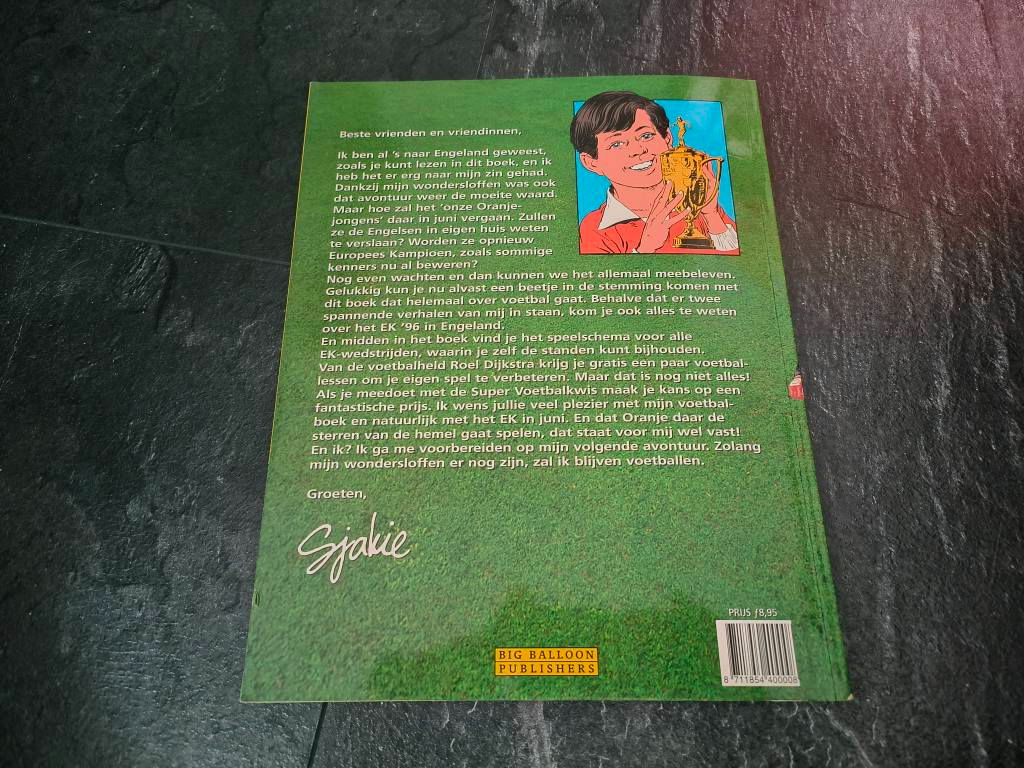 Beste vrienden en vriendinnen,
Ik ben al 's naar Engeland geweest,
zoals je kunt lezen in dit boek, en ik
heb het er erg naar mijn zin gehad.
Dankzij mijn wondersloffen was ook
dat avontuur weer de moeite waard.
Maar hoe zal het 'onze Oranje-
jongens' daar in juni vergaan. Zullen
ze de Engelsen in eigen huis weten
te verslaan? Worden ze opnieuw
Europees Kampioen, zoals sommige
kenners nu al beweren?
Nog even wachten en dan kunnen we het allemaal meebeleven.
Gelukkig kun je nu alvast een beetje in de stemming komen met
dit boek dat helemaal over voetbal gaat. Behalve dat er twee
spannende verhalen van mij in staan, kom je ook alles te weten
over het EK '96 in Engeland.
En midden in het boek vind je het speelschema voor alle
EK-wedstrijden, waarin je zelf de standen kunt bijhouden.
Van de voetbalheld Roel Dijkstra krijg je gratis een paar voetbal-
lessen om je eigen spel te verbeteren. Maar dat is nog niet alles!
Als je meedoet met de Super Voetbalkwis maak je kans op een
fantastische prijs. Ik wens jullie veel plezier met mijn voetbal-
boek en natuurlijk met het EK in juni. En dat Oranje daar de
sterren van de hemel gaat spelen, dat staat voor mij wel vast!
En ik? Ik ga me voorbereiden op mijn volgende avontuur. Zolang
mijn wondersloffen er nog zijn, zal ik blijven voetballen.
Groeten,
Sjakie
PRIJS ƒ8,95
8 711854 400008
BIG BALLOON
PUBLISHERS